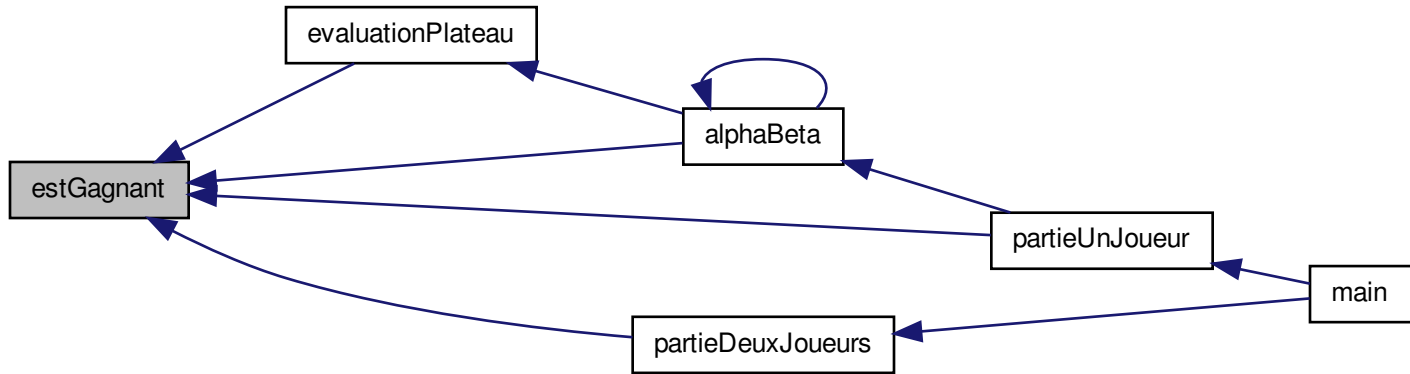 evaluationPlateau
alphaBeta
estGagnant
partieUnJoueur
main
partieDeuxJoueurs